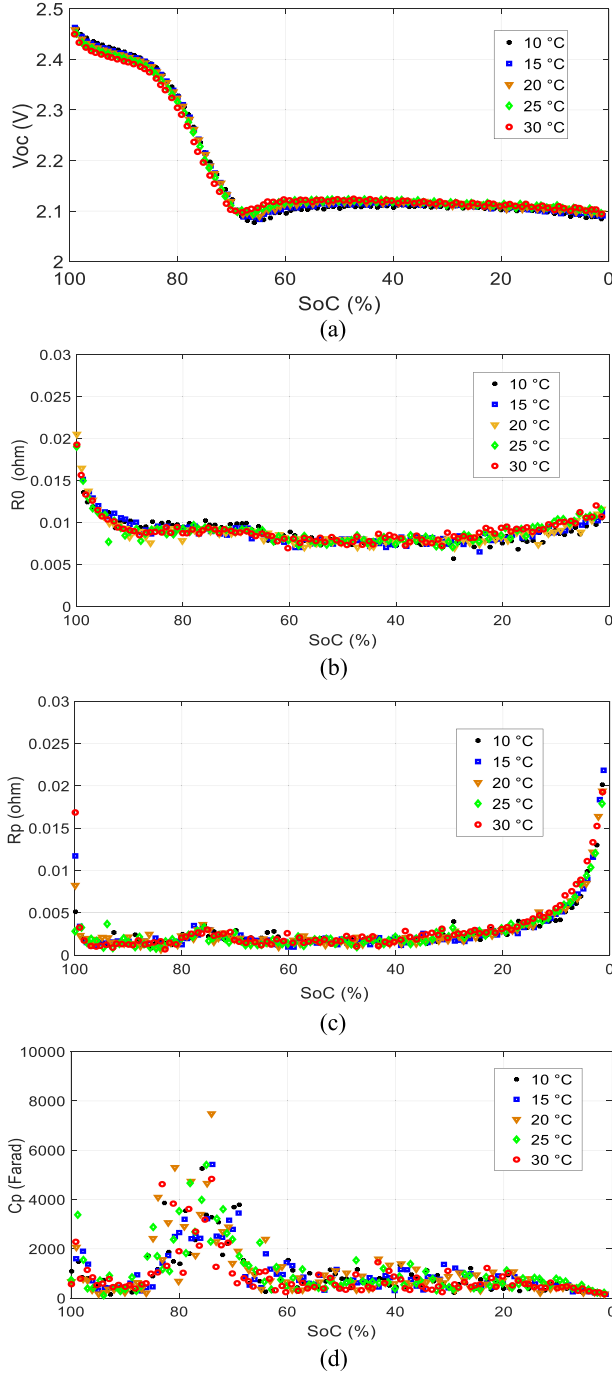 2.5
2.4
2.3
2.2
2.1
2
Voc (V)
10 °C
15 °C
20 °C
25 °C
30 °C
100 80 60 40 20 0
SoC (%)
(a)
0.03
0.025
0.02
0.015
0.01
0.005
0
R0 (ohm)
10 °C
15 °C
20 °C
25 °C
30 °C
100 80 60 40 20 0
SoC (%)
(b)
0.03
0.025
0.02
0.015
0.01
0.005
0
Rp (ohm)
10 °C
15 °C
20 °C
25 °C
30 °C
100 80 60 40 20 0
SoC (%)
(c)
10000
8000
6000
4000
2000
0
Cp (Farad)
10 °C
15 °C
20 °C
25 °C
30 °C
100 80 60 40 20 0
SoC (%)
(d)